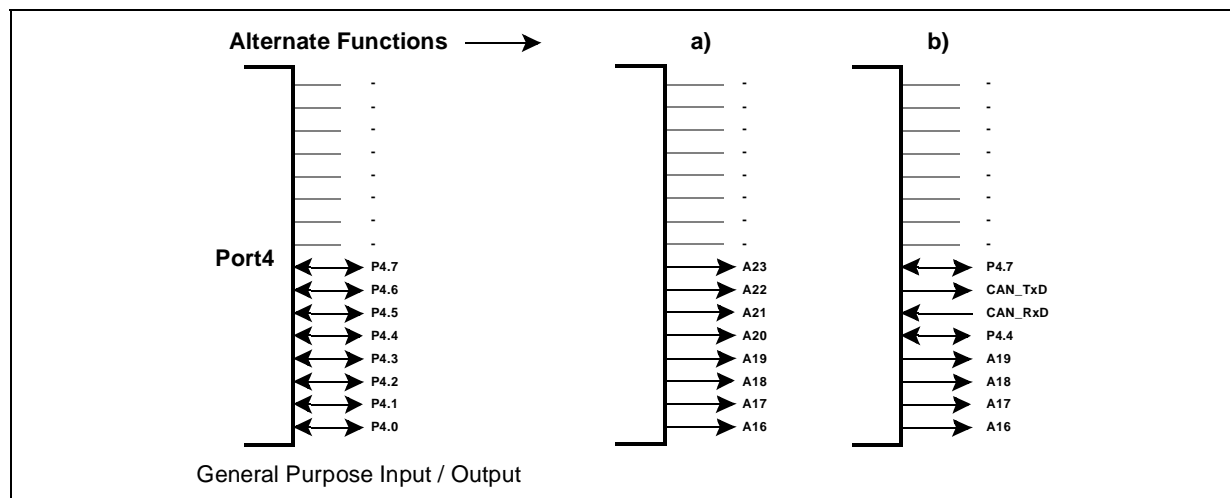 Alternate Functions a) b)
- - -
- - -
- - -
- - -
- - -
- - -
- - -
- - -
Port4
P4.7 A23 P4.7
P4.6 A22 CAN_TxD
P4.5 A21 CAN_RxD
P4.4 A20 P4.4
P4.3 A19 A19
P4.2 A18 A18
P4.1 A17 A17
P4.0 A16 A16
General Purpose Input / Output